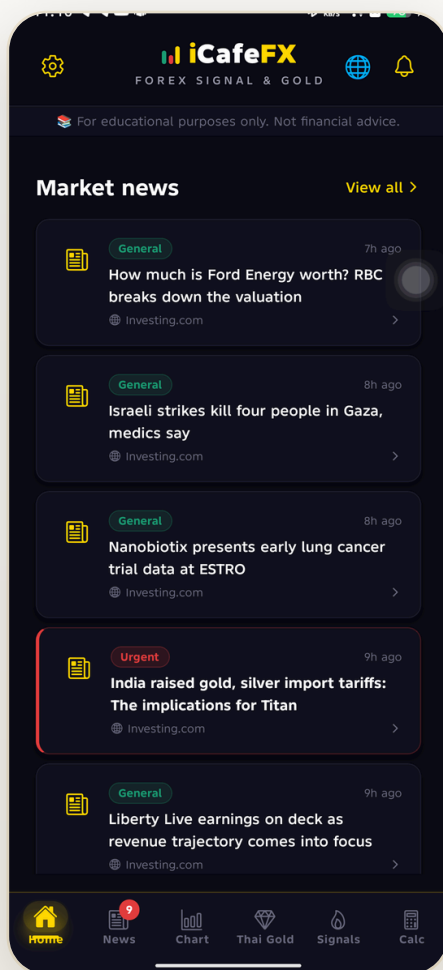 iCafeFX
FOREX SIGNAL & GOLD
📚 For educational purposes only. Not financial advice.
Market news
View all >
General
7h ago
How much is Ford Energy worth? RBC
breaks down the valuation
Investing.com
General
8h ago
Israeli strikes kill four people in Gaza,
medics say
Investing.com
General
8h ago
Nanobiotix presents early lung cancer
trial data at ESTRO
Investing.com
Urgent
9h ago
India raised gold, silver import tariffs:
The implications for Titan
Investing.com
General
9h ago
Liberty Live earnings on deck as
revenue trajectory comes into focus
Investing.com
9
Home
News
Chart
Thai Gold
Signals
Calc